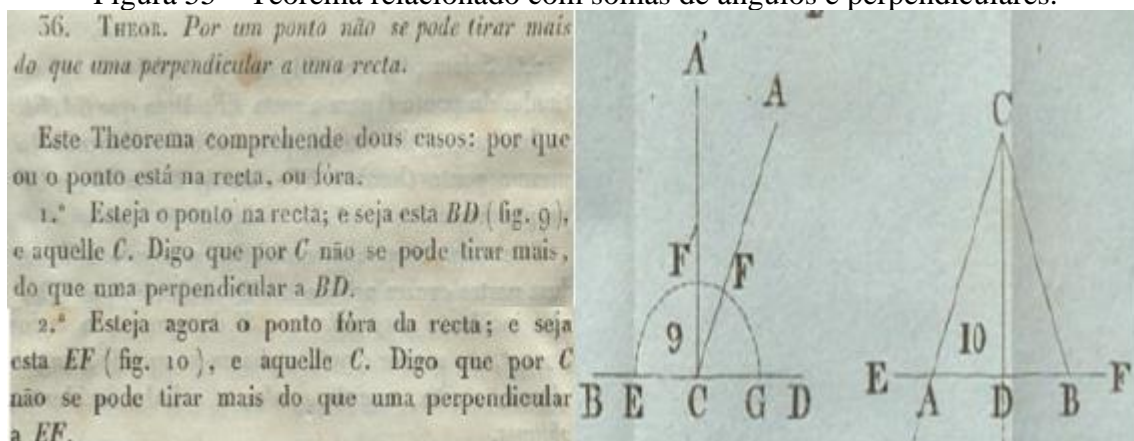 Figura 35 – Teorema relacionado com somas de ângulos e perpendiculares.
36. THEOR. Por um ponto não se pode tirar mais
do que uma perpendicular a uma recta.
Este Theorema comprehende dous casos: por que
ou o ponto está na recta, ou fóra.
1.º Esteja o ponto na recta; e seja esta BD (fig. 9),
e aquelle C. Digo que por C não se pode tirar mais,
do que uma perpendicular a BD.
2.º Esteja agora o ponto fóra da recta; e seja
esta EF (fig. 10), e aquelle C. Digo que por C
não se pode tirar mais do que uma perpendicular
a EF.
A' A
F' F
9
B E C G D
C
10
E A D B F